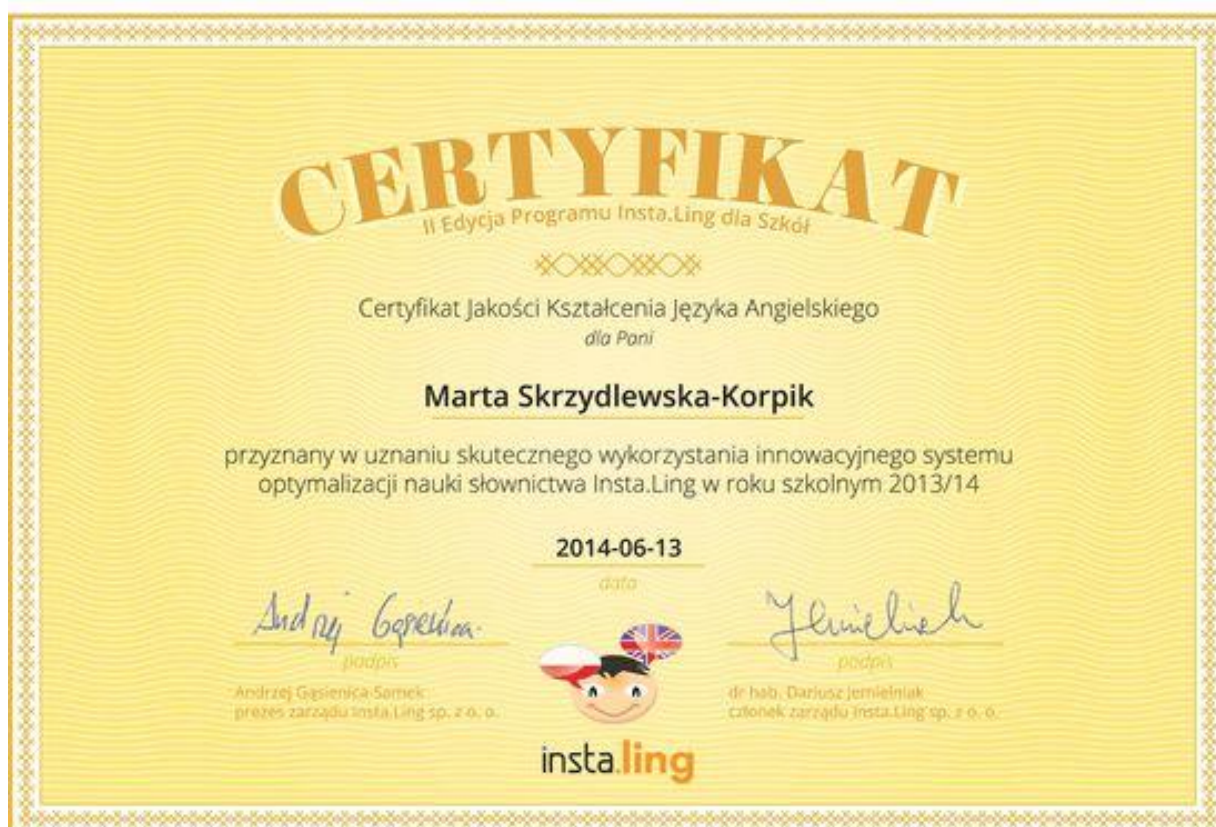 CERTYFIKAT
II Edycja Programu Insta.Ling dla Szkół
Certyfikat Jakości Kształcenia Języka Angielskiego
dla Pani
Marta Skrzydlewska-Korpik
przyznany w uznaniu skutecznego wykorzystania innowacyjnego systemu
optymalizacji nauki słownictwa Insta.Ling w roku szkolnym 2013/14
2014-06-13
data
Andrzej Gąsienica
podpis
Andrzej Gąsienica-Samek
prezes zarządu Insta.Ling sp. z o. o.
Jemielniak
podpis
dr hab. Dariusz Jemielniak
członek zarządu Insta.Ling sp. z o. o.
insta.ling